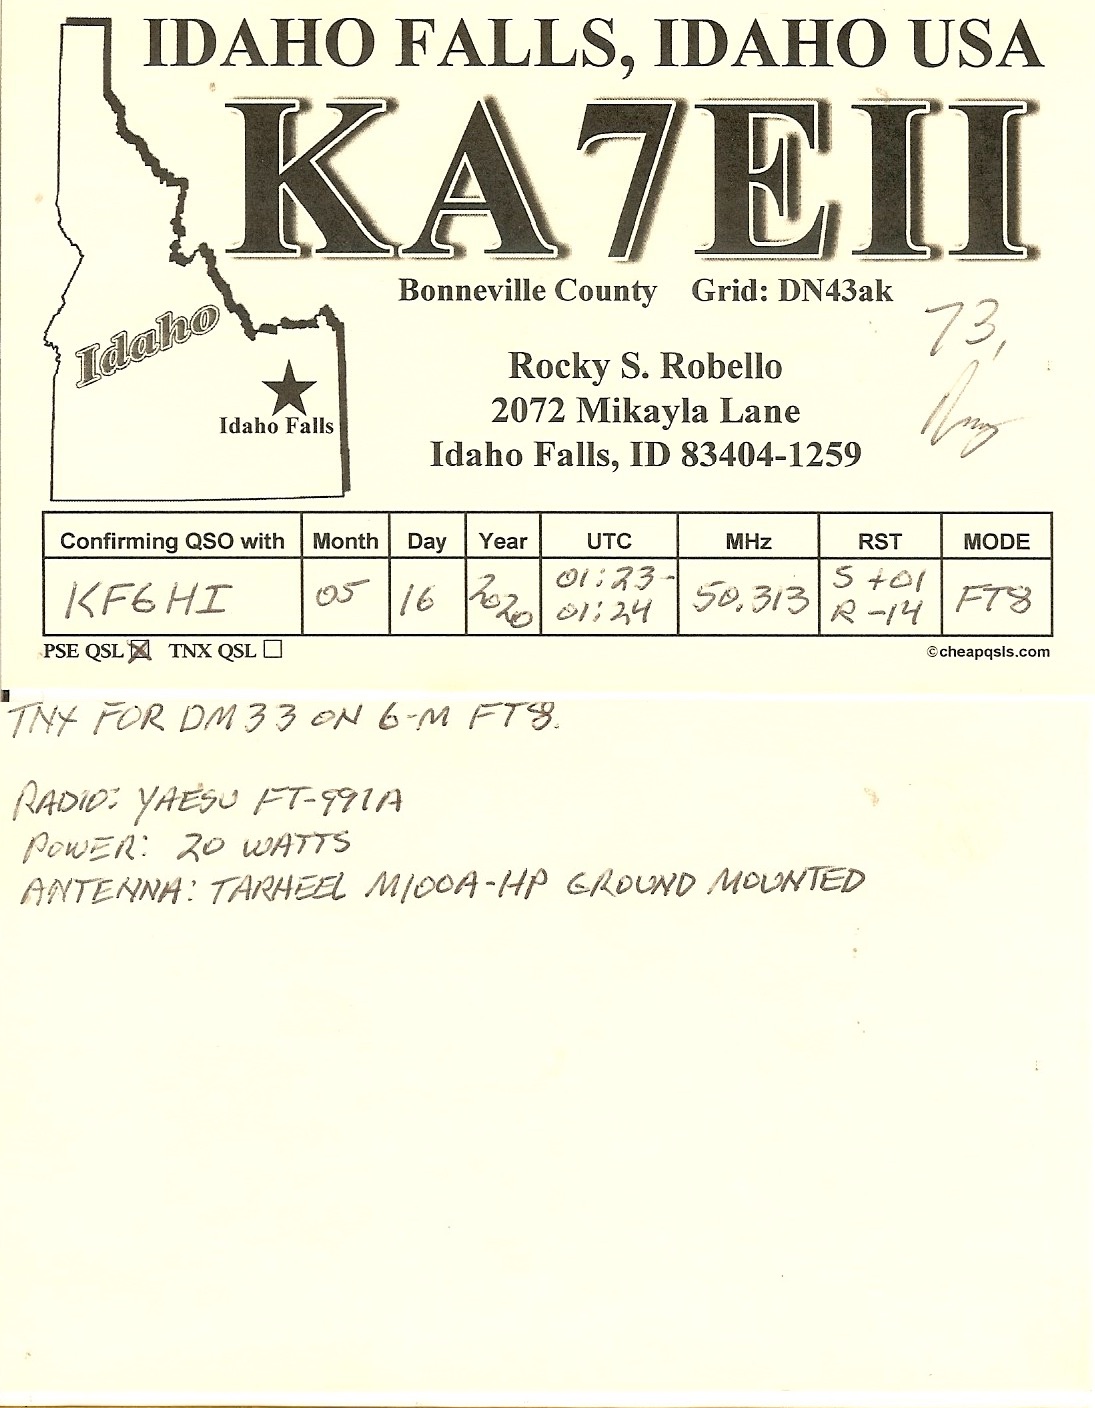 IDAHO FALLS, IDAHO USA
KA7EII
Bonneville County Grid: DN43ak
73,
Idaho
Idaho Falls
Rocky S. Robello
2072 Mikayla Lane
Idaho Falls, ID 83404-1259
Confirming QSO with Month Day Year UTC MHz RST MODE
KF6HI 05 16 2020 01:23-01:24 50.313 S +01 R -14 FT8
PSE QSL ☒ TNX QSL ☐ ©cheapqsls.com
TNX FOR DM33 ON 6-M FT8.
RADIO: YAESU FT-991A
POWER: 20 WATTS
ANTENNA: TARHEEL M100A-HP GROUND MOUNTED